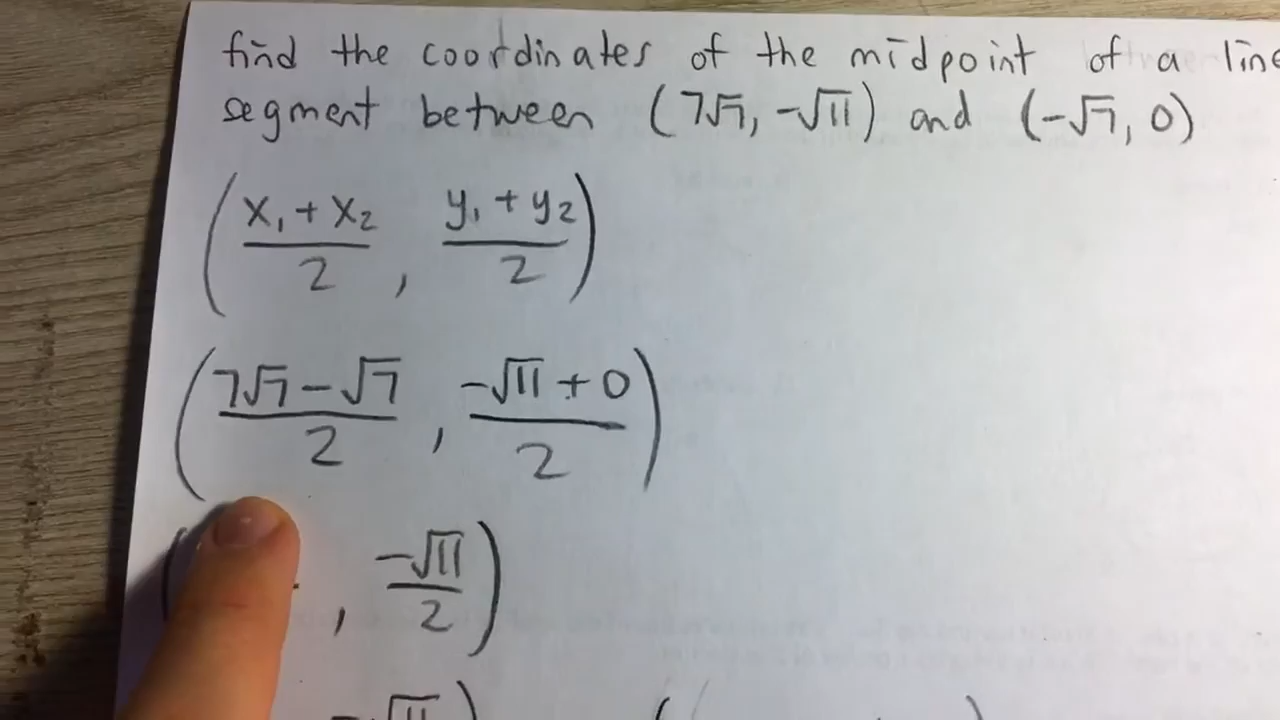 find the coordinates of the midpoint of a line
segment between (7√7, -√11) and (-√7, 0)
(x₁ + x₂ / 2 , y₁ + y₂ / 2)
(7√7 - √7 / 2 , -√11 + 0 / 2)
, -√11 / 2)
-√11 )